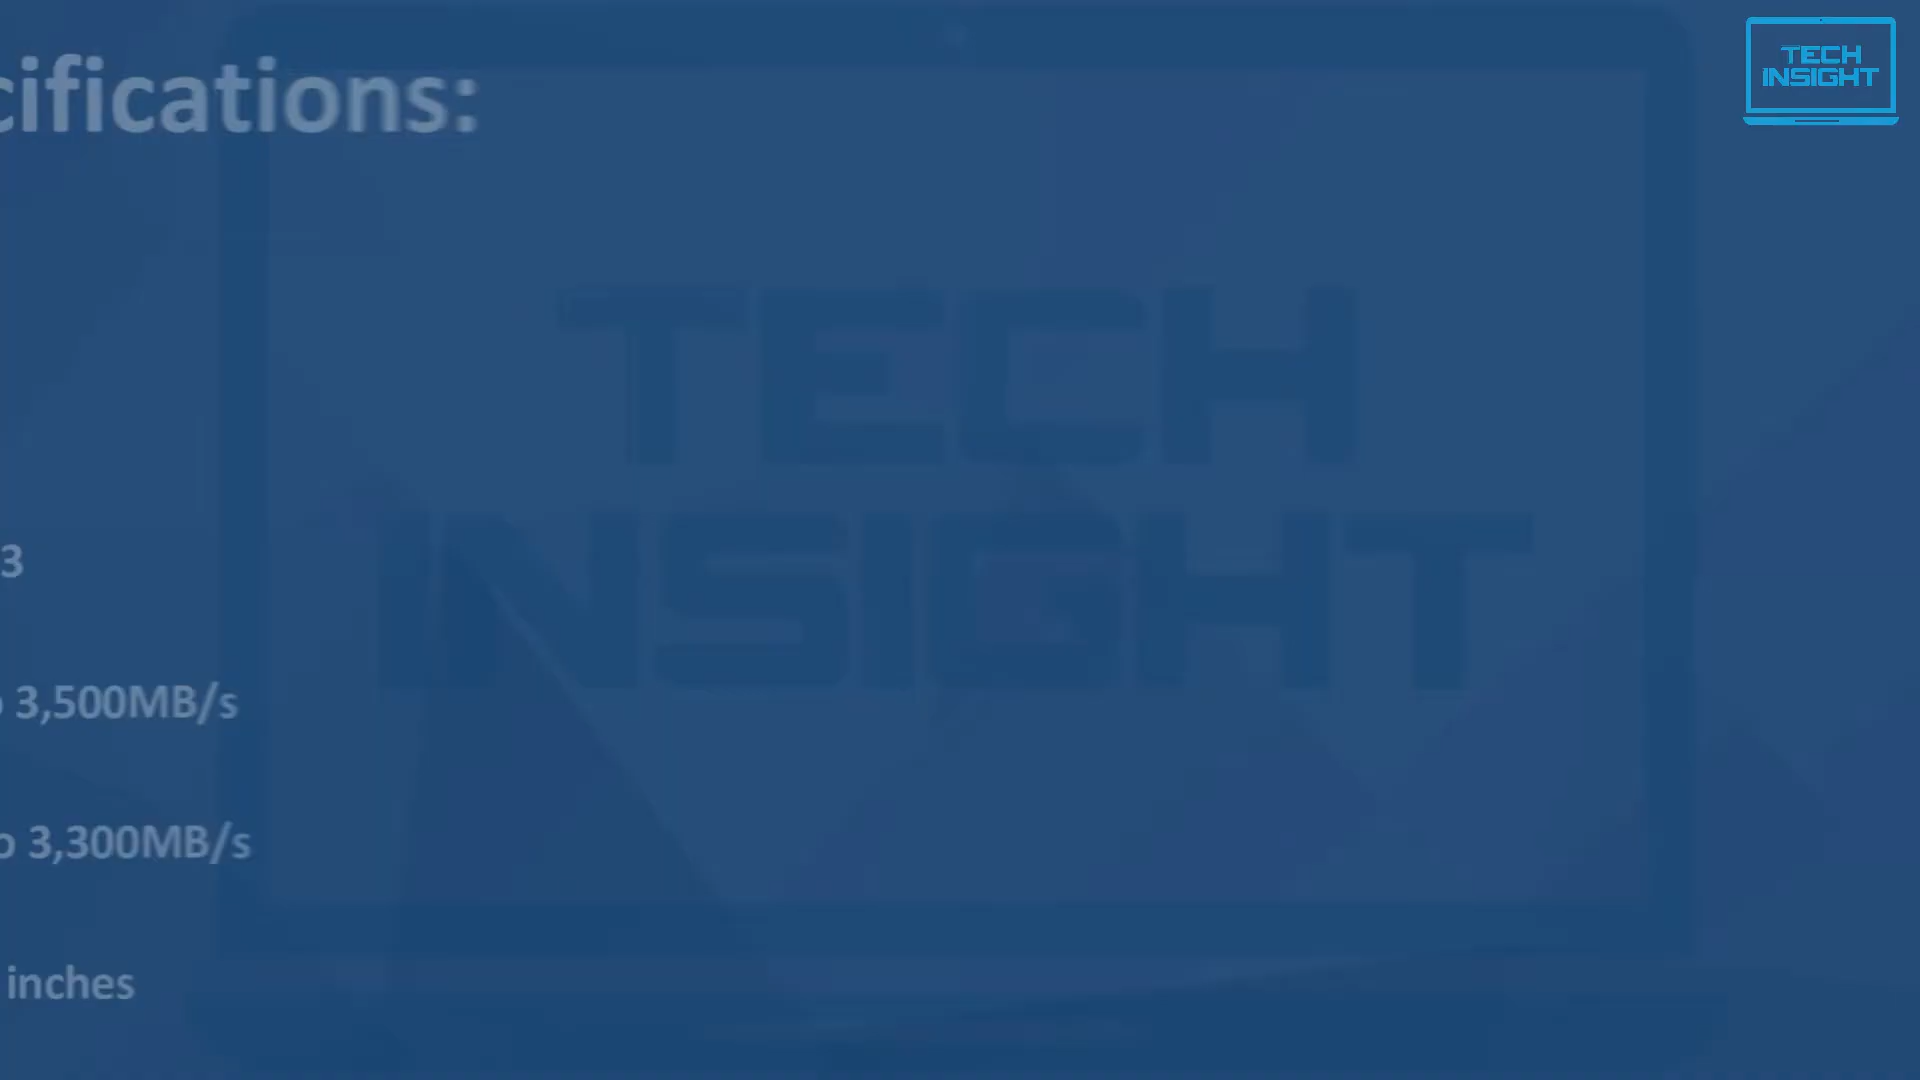 cifications:
TECH
INSIGHT
TECH
INSIGHT
3
3,500MB/s
3,300MB/s
inches